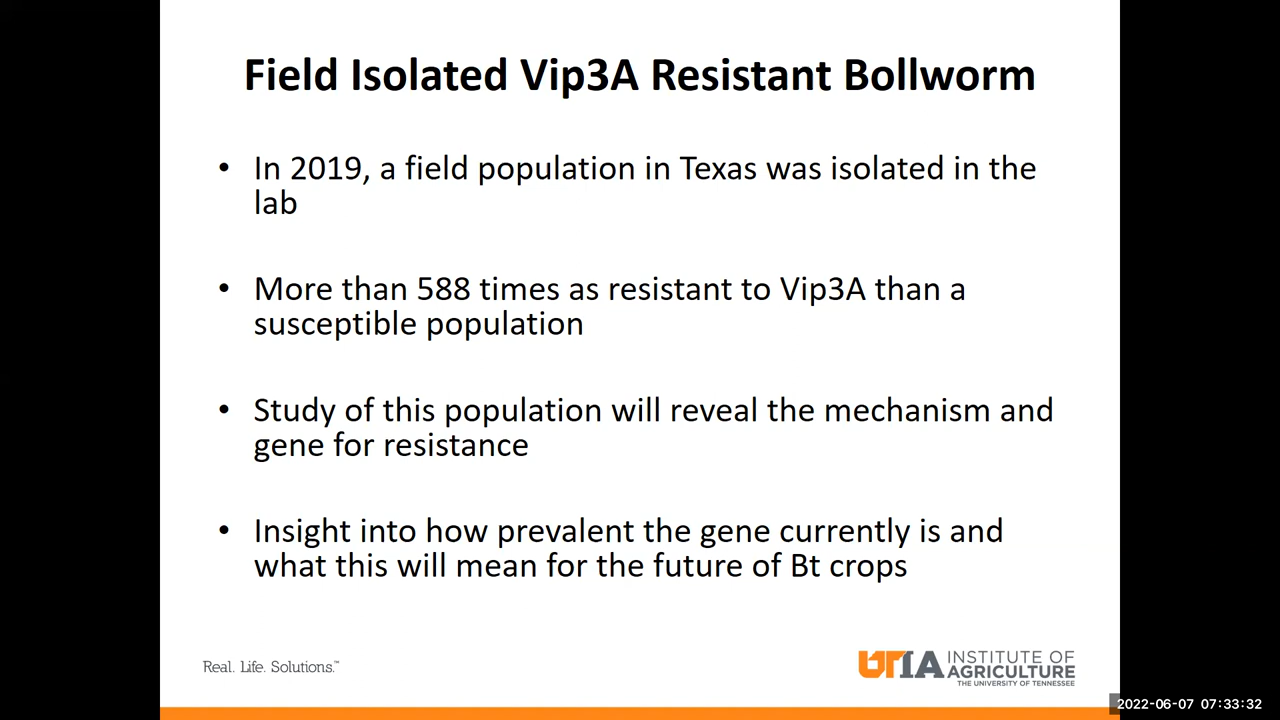 Field Isolated Vip3A Resistant Bollworm
• In 2019, a field population in Texas was isolated in the
lab
• More than 588 times as resistant to Vip3A than a
susceptible population
• Study of this population will reveal the mechanism and
gene for resistance
• Insight into how prevalent the gene currently is and
what this will mean for the future of Bt crops
Real. Life. Solutions.™
UTIA INSTITUTE OF
AGRICULTURE
THE UNIVERSITY OF TENNESSEE
2022-06-07 07:33:32